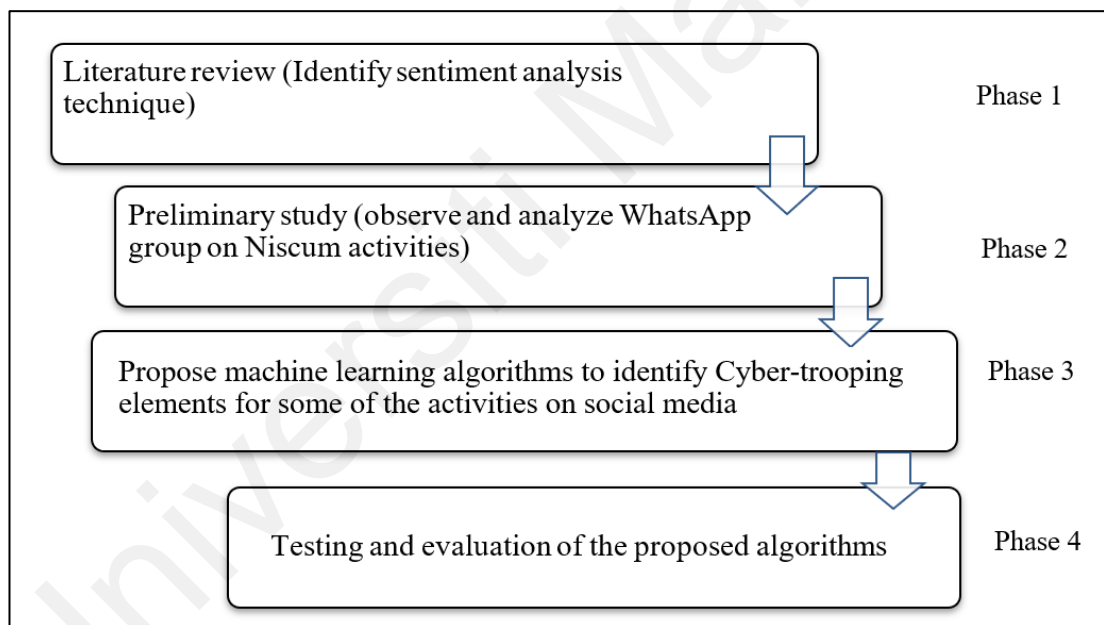 Literature review (Identify sentiment analysis
technique)
Phase 1
Preliminary study (observe and analyze WhatsApp
group on Niscum activities)
Phase 2
Propose machine learning algorithms to identify Cyber-trooping
elements for some of the activities on social media
Phase 3
Testing and evaluation of the proposed algorithms
Phase 4